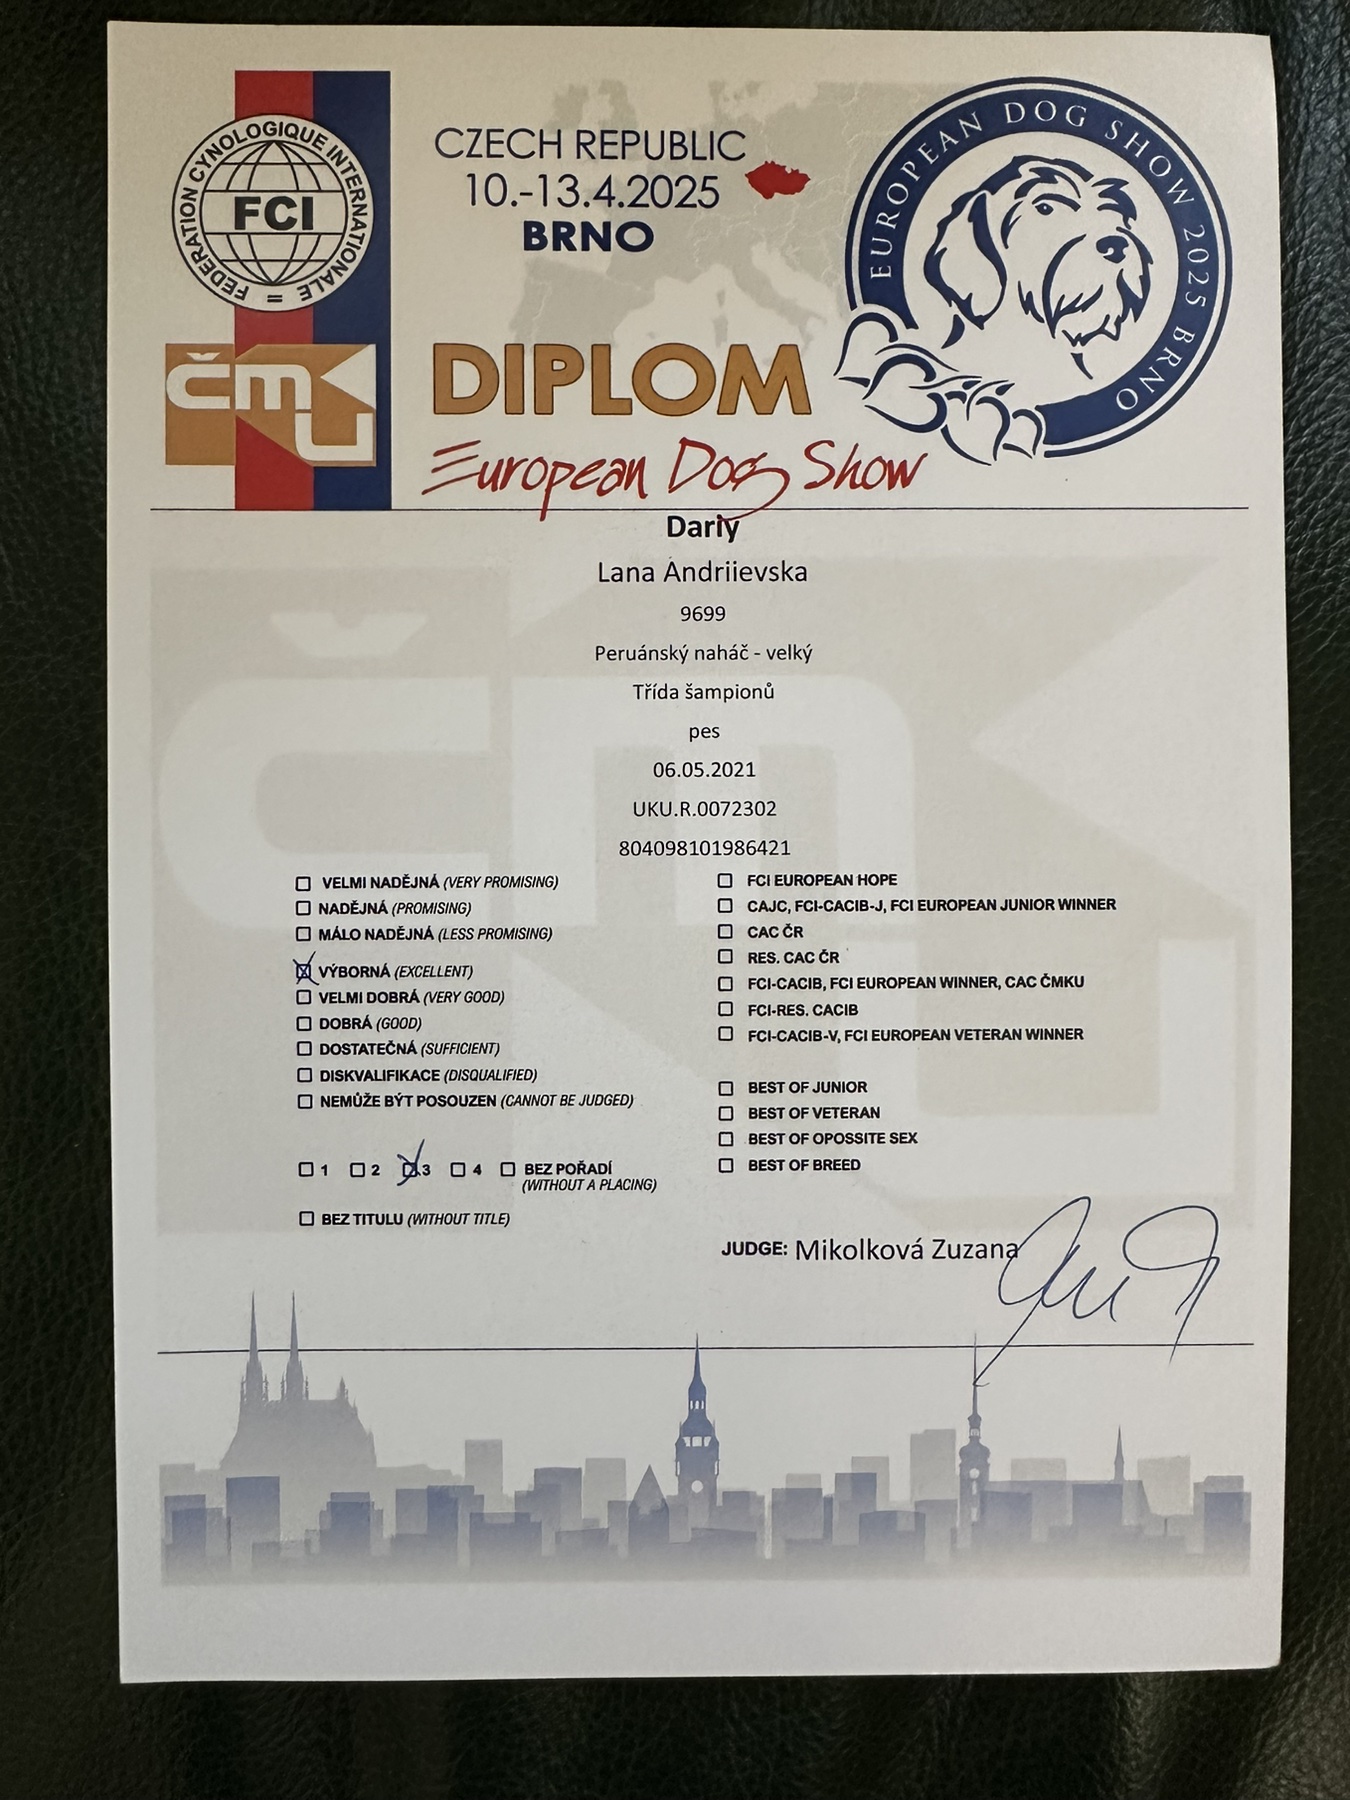 FEDERATION CYNOLOGIQUE INTERNATIONALE =
FCI
CZECH REPUBLIC
10.-13.4.2025
BRNO
EUROPEAN DOG SHOW 2025 BRNO
ČMKU
DIPLOM
European Dog Show
Dariy
Lana Andriievska
9699
Peruánský naháč - velký
Třída šampionů
pes
06.05.2021
UKU.R.0072302
804098101986421
VELMI NADĚJNÁ (VERY PROMISING)
NADĚJNÁ (PROMISING)
MÁLO NADĚJNÁ (LESS PROMISING)
VÝBORNÁ (EXCELLENT)
VELMI DOBRÁ (VERY GOOD)
DOBRÁ (GOOD)
DOSTATEČNÁ (SUFFICIENT)
DISKVALIFIKACE (DISQUALIFIED)
NEMŮŽE BÝT POSOUZEN (CANNOT BE JUDGED)
1 2 3 4 BEZ POŘADÍ
(WITHOUT A PLACING)
BEZ TITULU (WITHOUT TITLE)
FCI EUROPEAN HOPE
CAJC, FCI-CACIB-J, FCI EUROPEAN JUNIOR WINNER
CAC ČR
RES. CAC ČR
FCI-CACIB, FCI EUROPEAN WINNER, CAC ČMKU
FCI-RES. CACIB
FCI-CACIB-V, FCI EUROPEAN VETERAN WINNER
BEST OF JUNIOR
BEST OF VETERAN
BEST OF OPOSSITE SEX
BEST OF BREED
JUDGE: Mikolková Zuzana